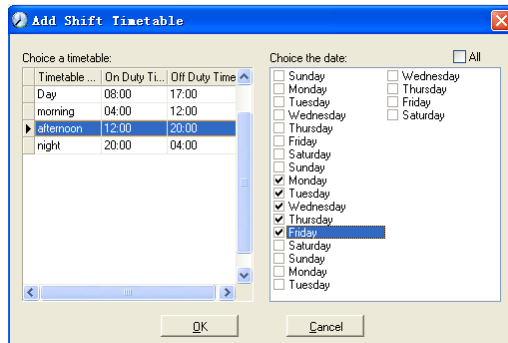 Add Shift Timetable
Choice a timetable:
Timetable ... On Duty Ti... Off Duty Time
Day 08:00 17:00
morning 04:00 12:00
afternoon 12:00 20:00
night 20:00 04:00
Choice the date:
All
Sunday
Monday
Tuesday
Wednesday
Thursday
Friday
Saturday
Sunday
Monday
Tuesday
Wednesday
Thursday
Friday
Saturday
Sunday
Monday
Tuesday
Wednesday
Thursday
Friday
Saturday
OK
Cancel